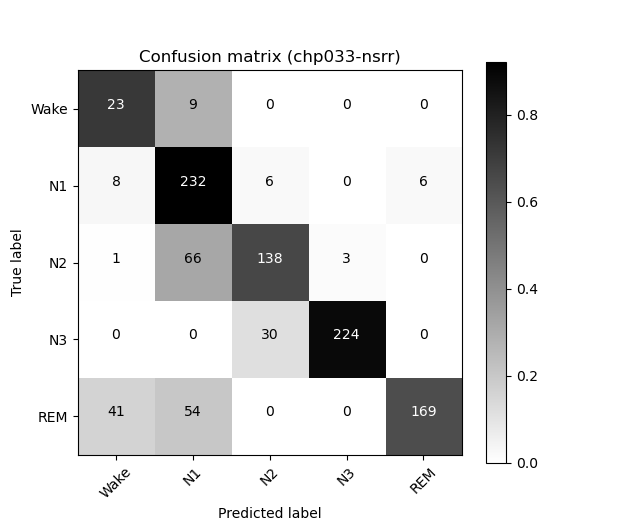 Confusion matrix (chp033-nsrr)
True label
Wake 23 9 0 0 0
N1 8 232 6 0 6
N2 1 66 138 3 0
N3 0 0 30 224 0
REM 41 54 0 0 169
Wake N1 N2 N3 REM
Predicted label
0.8
0.6
0.4
0.2
0.0